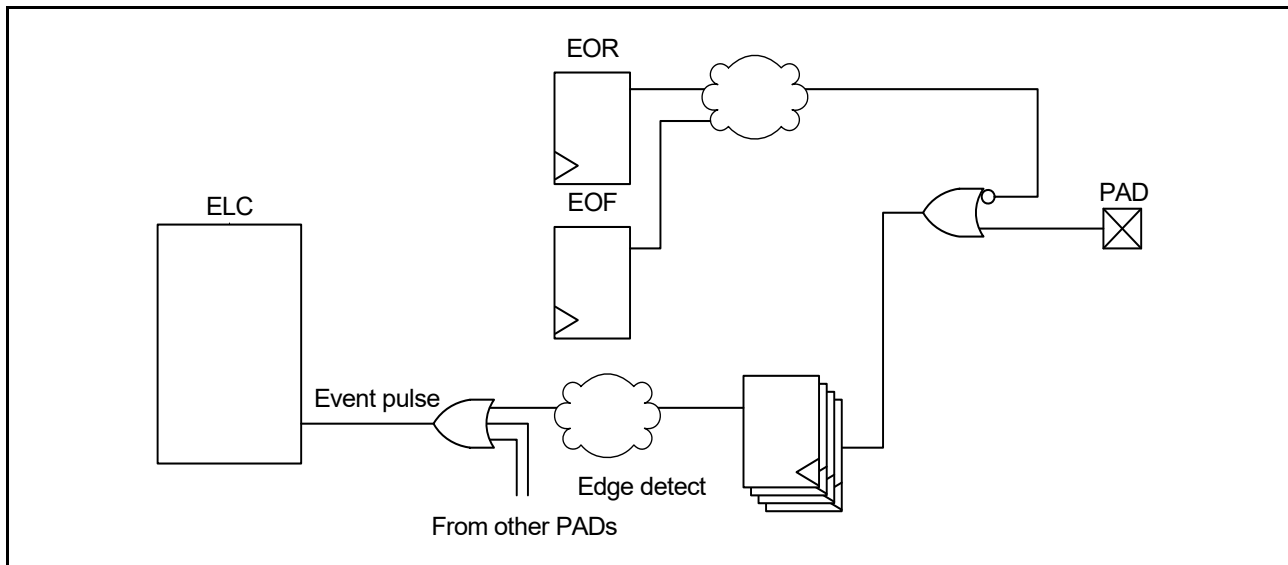 EOR
PAD
ELC
EOF
Event pulse
Edge detect
From other PADs